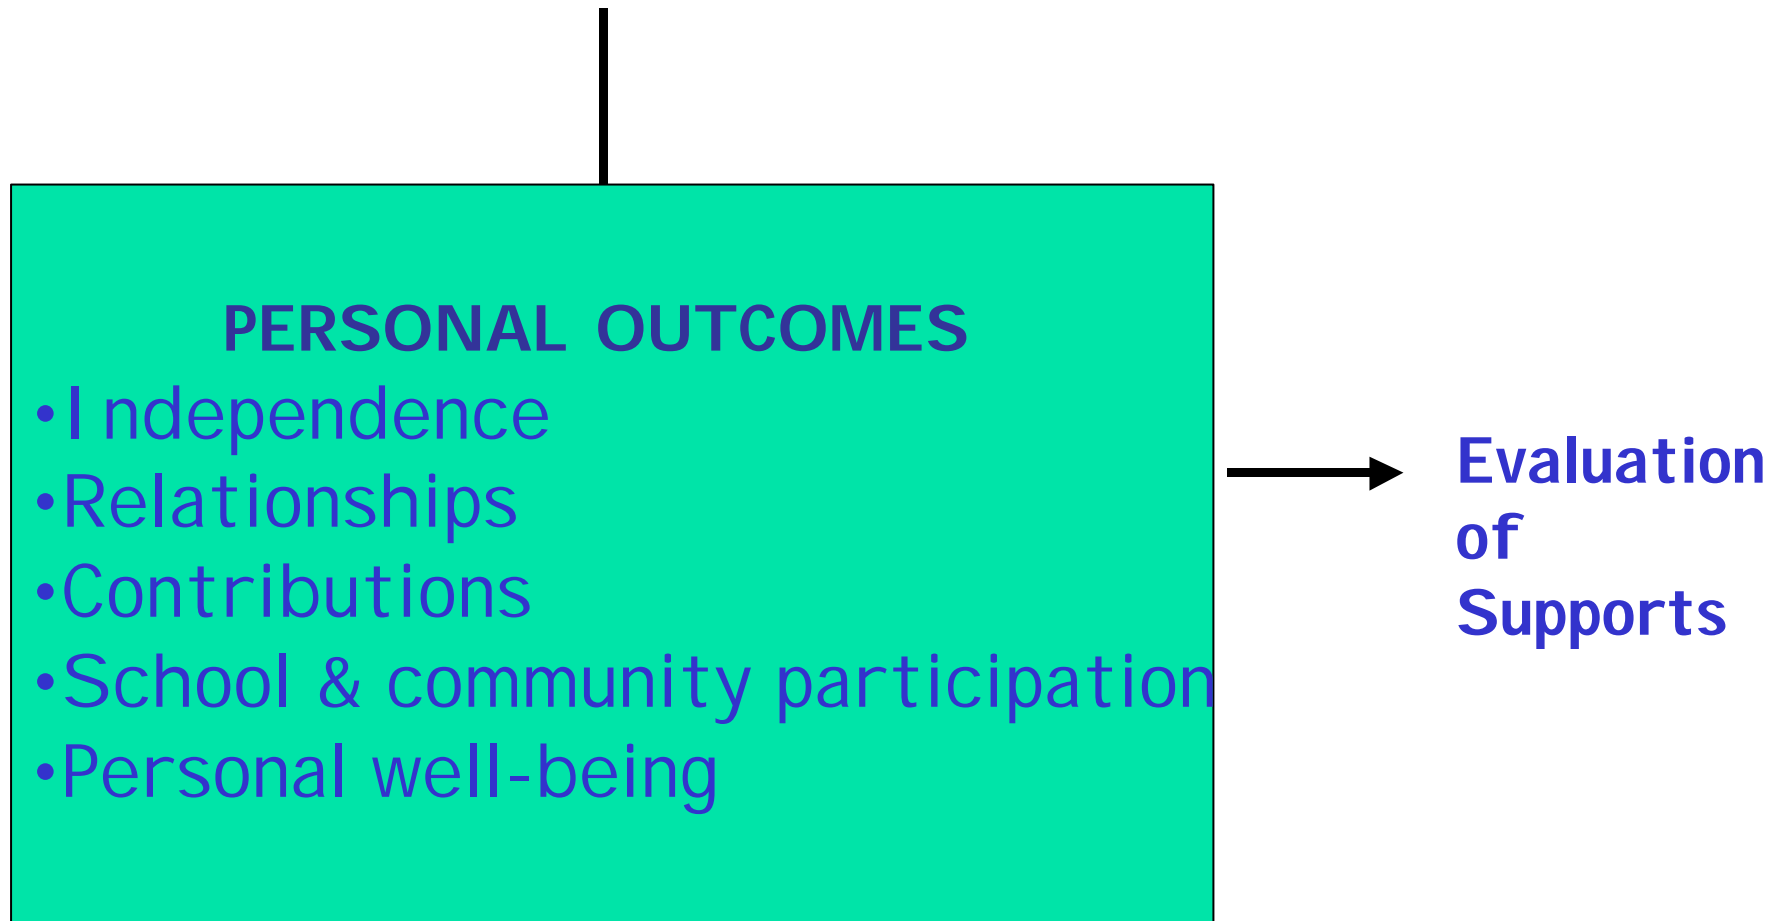 PERSONAL OUTCOMES
•Independence
•Relationships
•Contributions
•School & community participation
•Personal well-being
Evaluation
of
Supports